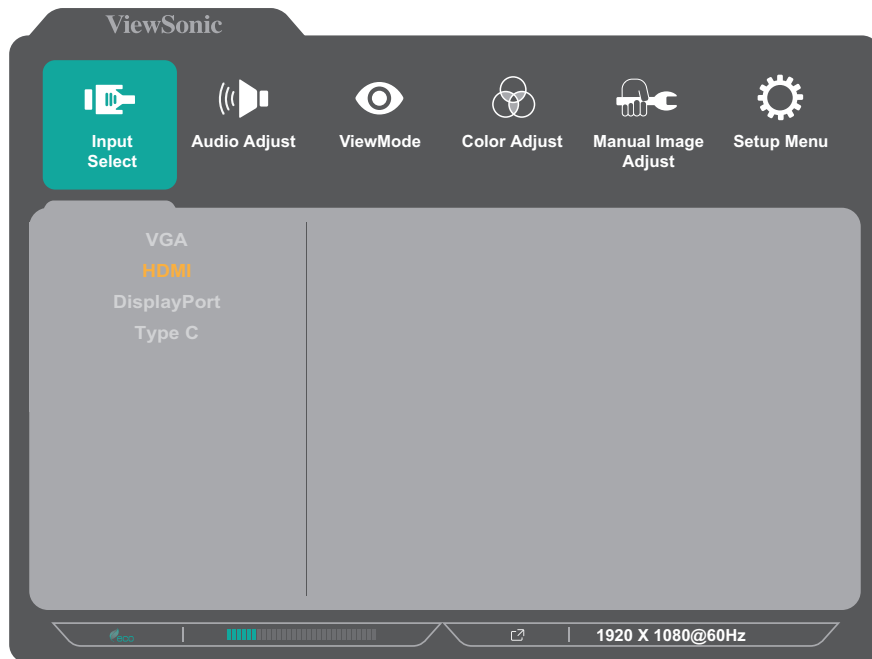 ViewSonic
Input
Select
Audio Adjust
ViewMode
Color Adjust
Manual Image
Adjust
Setup Menu
VGA
HDMI
DisplayPort
Type C
eco
1920 X 1080@60Hz